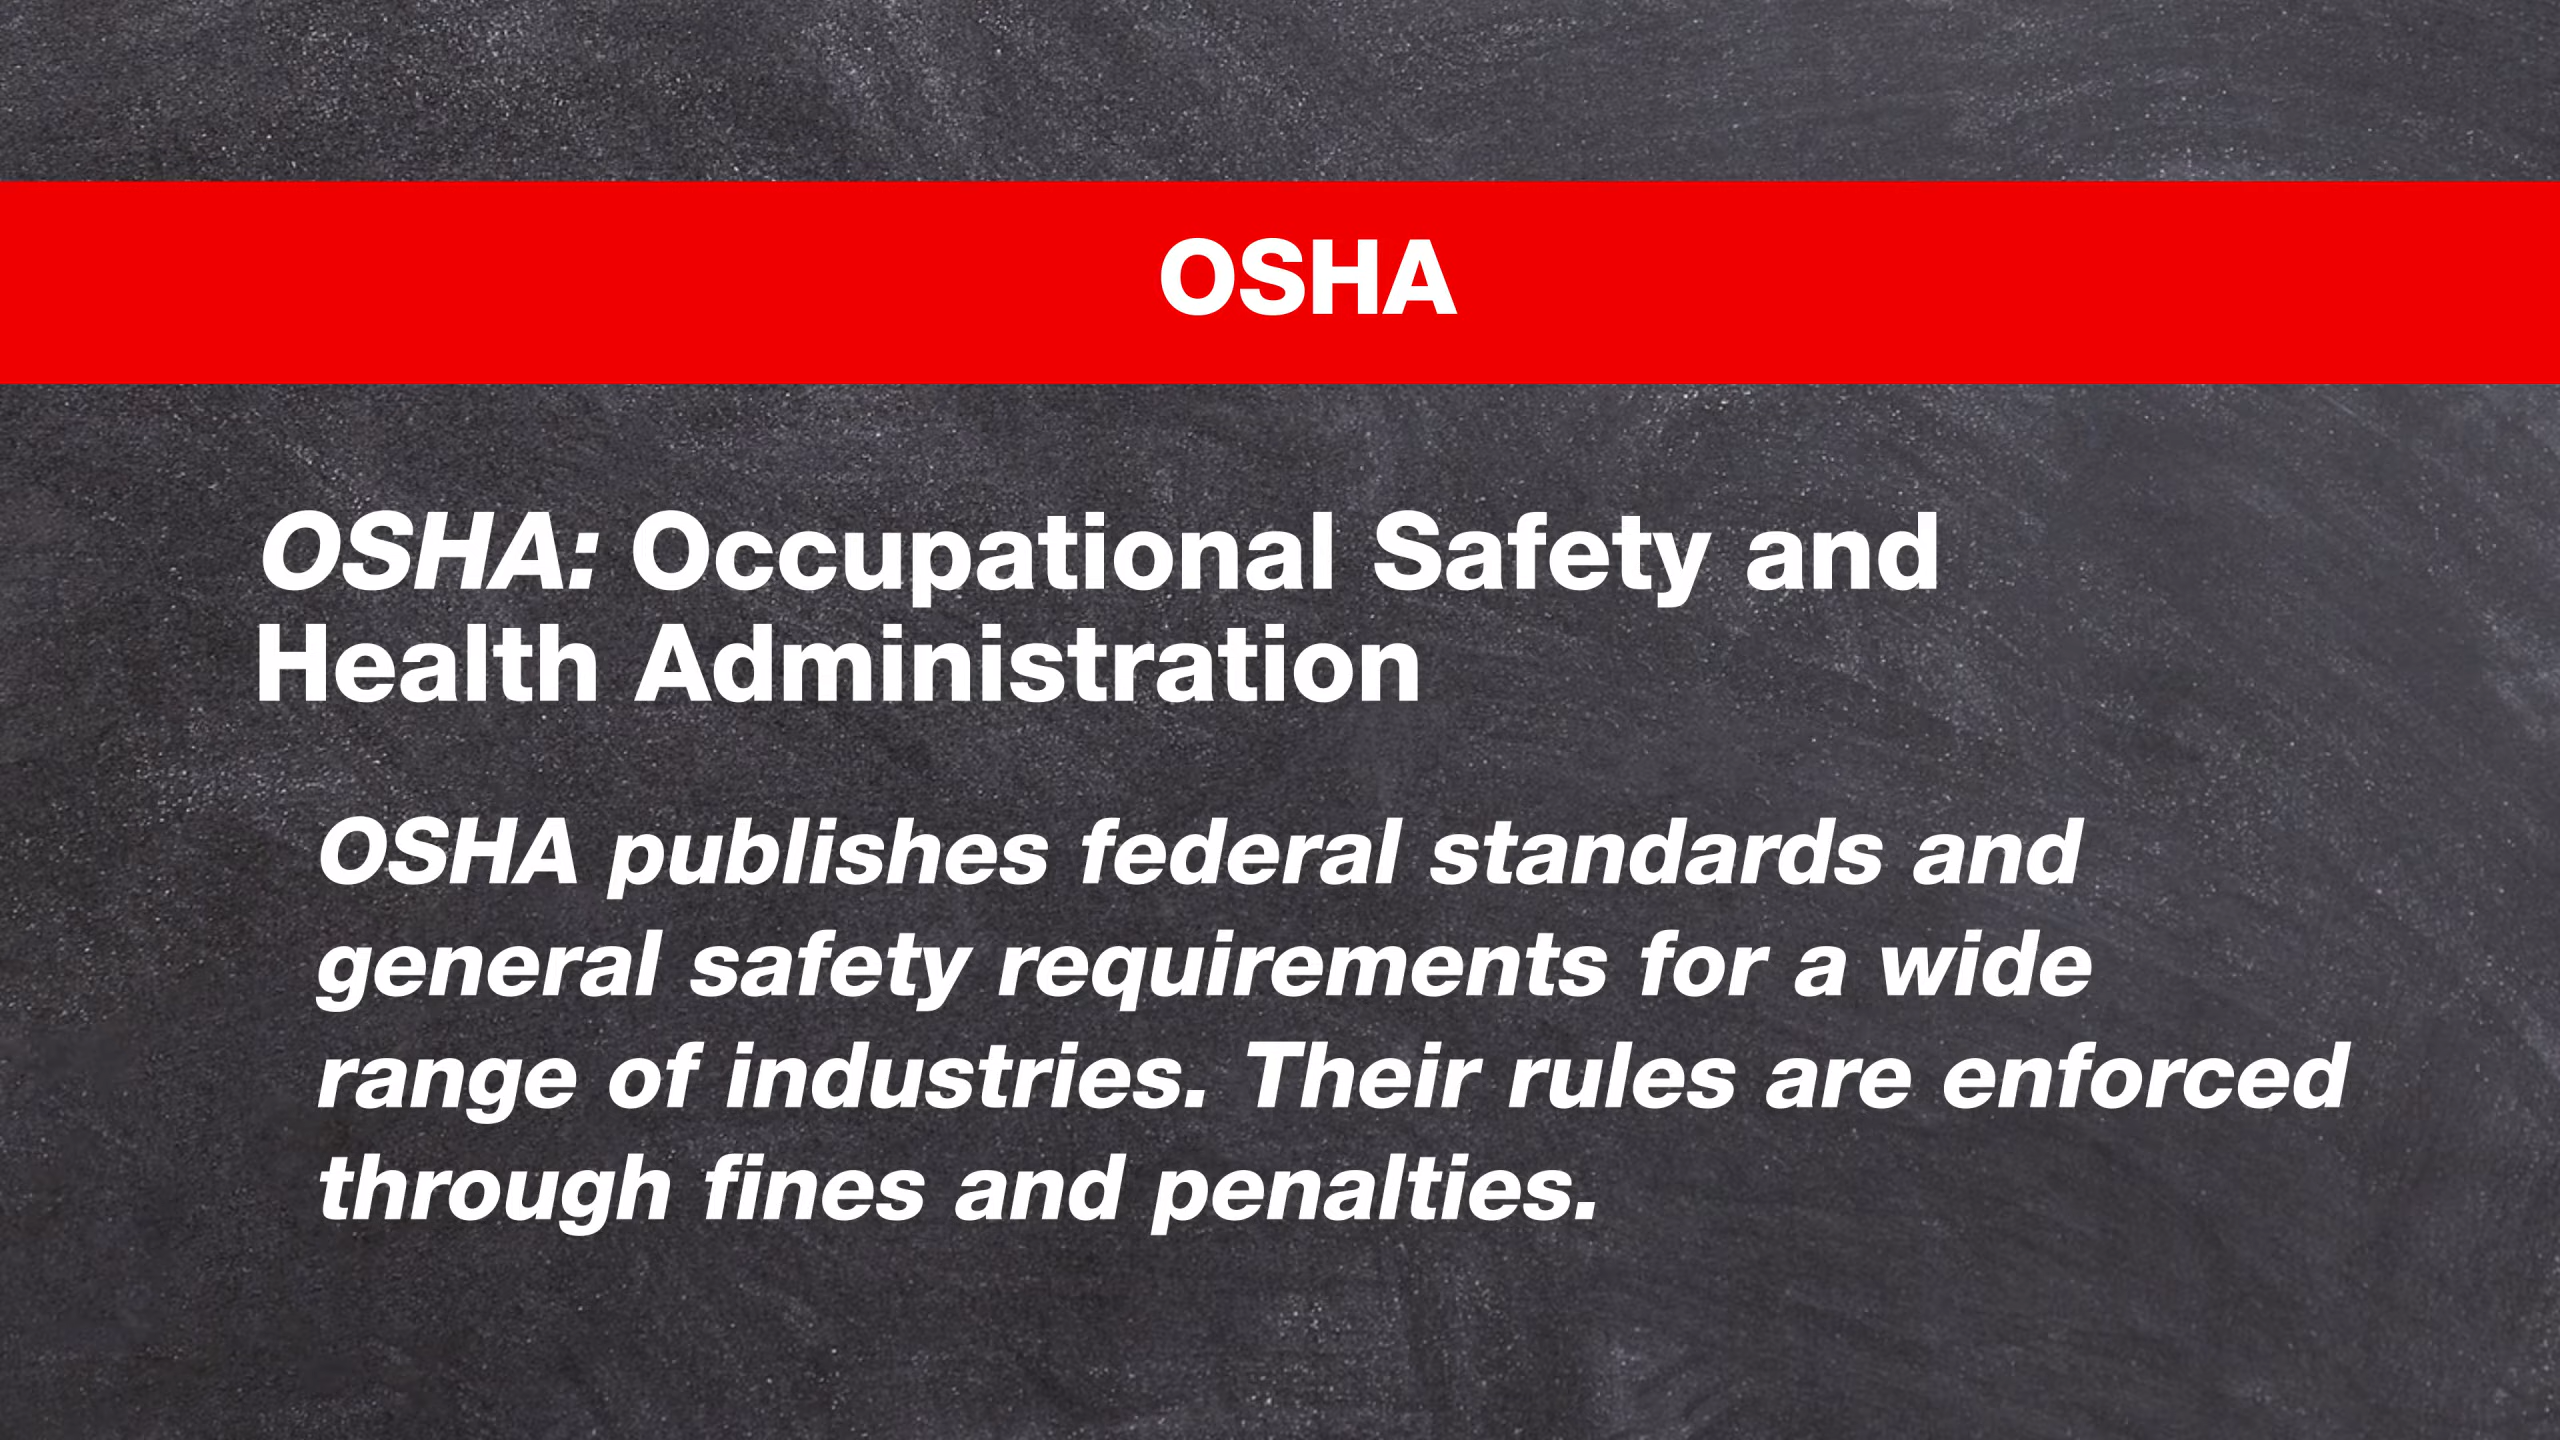 OSHA
OSHA: Occupational Safety and
Health Administration
OSHA publishes federal standards and
general safety requirements for a wide
range of industries. Their rules are enforced
through fines and penalties.